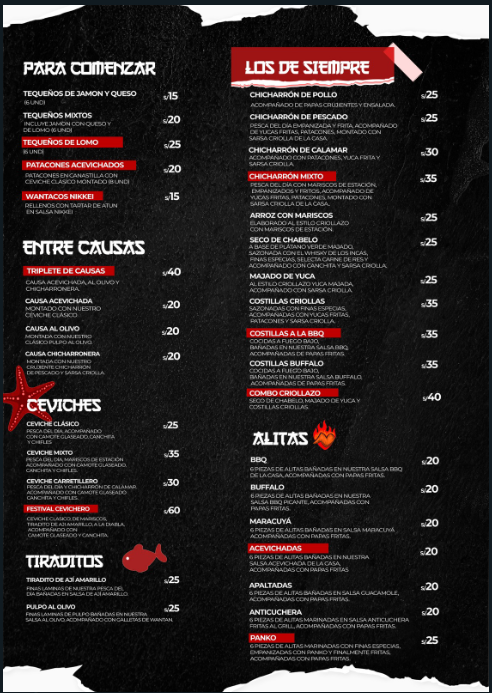 PARA COMENZAR
TEQUEÑOS DE JAMON Y QUESO
(6 UND)
S/15
TEQUEÑOS MIXTOS
INCLUYE JAMÓN CON QUESO Y
DE LOMO (6 UND)
S/20
TEQUEÑOS DE LOMO
(6 UND)
S/25
PATACONES ACEVICHADOS
PATACONES EN CANASTILLA CON
CEVICHE CLÁSICO MONTADO (8 UND)
S/20
WANTACOS NIKKEI
RELLENOS CON TARTAR DE ATUN
EN SALSA NIKKEI
S/15
ENTRE CAUSAS
TRIPLETE DE CAUSAS
CAUSA ACEVICHADA, AL OLIVO Y
CHICHARRONERA.
S/40
CAUSA ACEVICHADA
MONTADO CON NUESTRO
CEVICHE CLÁSICO.
S/20
CAUSA AL OLIVO
MONTADA CON NUESTRO
CLÁSICO PULPO AL OLIVO.
S/20
CAUSA CHICHARRONERA
MONTADA CON NUESTRO
CRUJIENTE CHICHARRÓN
DE PESCADO Y SARSA CRIOLLA.
S/20
CEVICHES
CEVICHE CLÁSICO
PESCA DEL DÍA, ACOMPAÑADO
CON CAMOTE GLASEADO, CANCHITA
Y CHIFLES.
S/25
CEVICHE MIXTO
PESCA DEL DÍA, MARISCOS DE ESTACIÓN
ACOMPAÑADO CON CAMOTE GLASEADO,
CANCHITA Y CHIFLES.
S/35
CEVICHE CARRETILLERO
PESCA DEL DÍA Y CHICHARRÓN DE CALAMAR.
ACOMPAÑADO CON CAMOTE GLASEADO
CANCHITA Y CHIFLES.
S/30
FESTIVAL CEVICHERO
CEVICHE CLÁSICO, DE MARISCOS,
TIRADITO DE AJÍ AMARILLO A LA DIABLA.
ACOMPAÑADO CON
CAMOTE GLASEADO Y CANCHITA.
S/60
TIRADITOS
TIRADITO DE AJÍ AMARILLO
FINAS LAMINAS DE NUESTRA PESCA DEL
DÍA BAÑADAS EN SALSA DE AJÍ AMARILLO.
S/25
PULPO AL OLIVO
FINAS LAMINAS DE PULPO BAÑADAS EN NUESTRA
SALSA AL OLIVO, ACOMPAÑADO CON GALLETAS DE WANTAN.
S/25
LOS DE SIEMPRE
CHICHARRÓN DE POLLO
ACOMPAÑADO DE PAPAS CRUJIENTES Y ENSALADA.
S/25
CHICHARRÓN DE PESCADO
PESCA DEL DÍA EMPANIZADA Y FRITA, ACOMPAÑADO
DE YUCAS FRITAS, PATACONES, MONTADO CON
SARSA CRIOLLA DE LA CASA.
S/25
CHICHARRÓN DE CALAMAR
ACOMPAÑADO CON PATACONES, YUCA FRITA Y
SARSA CRIOLLA.
S/30
CHICHARRÓN MIXTO
PESCA DEL DÍA CON MARISCOS DE ESTACIÓN,
EMPANIZADOS Y FRITOS, ACOMPAÑADO DE
YUCAS FRITAS, PATACONES, MONTADO CON
SARSA CRIOLLA DE LA CASA..
S/35
ARROZ CON MARISCOS
ELABORADO AL ESTILO CRIOLLAZO
CON MARISCOS DE ESTACIÓN.
S/25
SECO DE CHABELO
A BASE DE PLÁTANO VERDE MAJADO,
SAZONADA CON EL WHISKY DE LOS INCAS,
FINAS ESPECIAS, SELECTA CARNE DE RES Y
ACOMPAÑADO CON CANCHITA Y SARSA CRIOLLA.
S/25
MAJADO DE YUCA
AL ESTILO CRIOLLAZO YUCA MASADA,
ACOMPAÑADO CON SARSA CRIOLLA.
S/25
COSTILLAS CRIOLLAS
SAZONADAS CON FINAS ESPECIAS,
ACOMPAÑADAS CON YUCAS FRITAS,
PATACONES Y SARSA CRIOLLA.
S/35
COSTILLAS A LA BBQ
COCIDAS A FUEGO BAJO,
BAÑADAS EN NUESTRA SALSA BBQ,
ACOMPAÑADAS DE PAPAS FRITAS.
S/35
COSTILLAS BUFFALO
COCIDAS A FUEGO BAJO,
BAÑADAS EN NUESTRA SALSA BUFFALO,
ACOMPAÑADAS DE PAPAS FRITAS.
S/35
COMBO CRIOLLAZO
SECO DE CHABELO, MAJADO DE YUCA Y
COSTILLAS CRIOLLAS.
S/40
ALITAS
BBQ
6 PIEZAS DE ALITAS BAÑADAS EN NUESTRA SALSA BBQ
DE LA CASA, ACOMPAÑADAS CON PAPAS FRITAS.
S/20
BUFFALO
6 PIEZAS DE ALITAS BAÑADAS EN NUESTRA
SALSA BBQ PICANTE, ACOMPAÑADAS CON
PAPAS FRITAS.
S/20
MARACUYÁ
6 PIEZAS DE ALITAS BAÑADAS EN SALSA MARACUYÁ
ACOMPAÑADAS CON PAPAS FRITAS.
S/20
ACEVICHADAS
6 PIEZAS DE ALITAS BAÑADAS EN NUESTRA
SALSA ACEVICHADA DE LA CASA,
ACOMPAÑADAS CON PAPAS FRITAS
S/20
APALTADAS
6 PIEZAS DE ALITAS BAÑADAS EN SALSA GUACAMOLE,
ACOMPAÑADAS CON PAPAS FRITAS.
S/20
ANTICUCHERA
6 PIEZAS DE ALITAS MARINADAS EN SALSA ANTICUCHERA
FRITAS AL GRILL, ACOMPAÑADAS CON PAPAS FRITAS.
S/20
PANKO
6 PIEZAS DE ALITAS MARINADAS CON FINAS ESPECIAS,
EMPANIZADAS CON PANKO Y FINALMENTE FRITAS,
ACOMPAÑADAS CON PAPAS FRITAS.
S/25